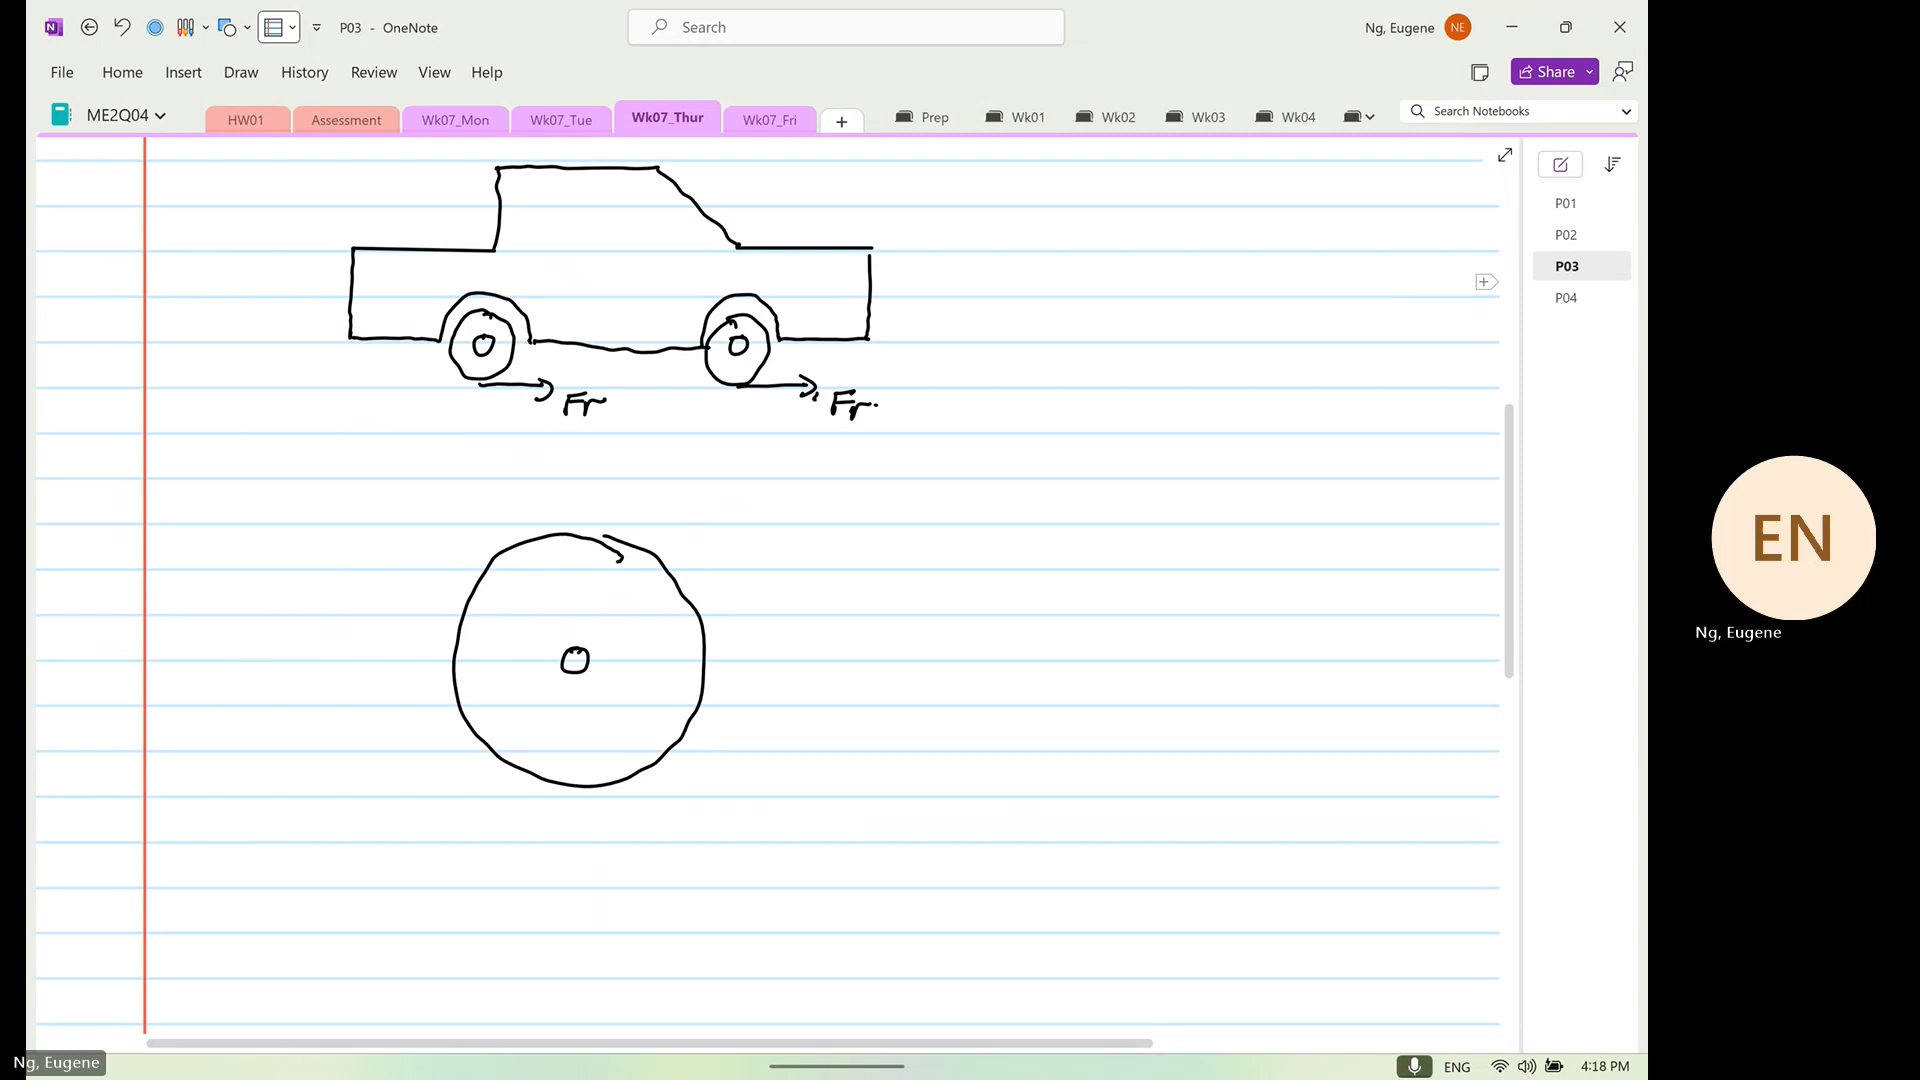 P03 - OneNote
Search
Ng, Eugene
NE
File Home Insert Draw History Review View Help
Share
ME2Q04
HW01 Assessment Wk07_Mon Wk07_Tue Wk07_Thur Wk07_Fri + Prep Wk01 Wk02 Wk03 Wk04
Search Notebooks
P01
P02
P03
P04
Fr
Fr.
EN
Ng, Eugene
Ng, Eugene
ENG
4:18 PM